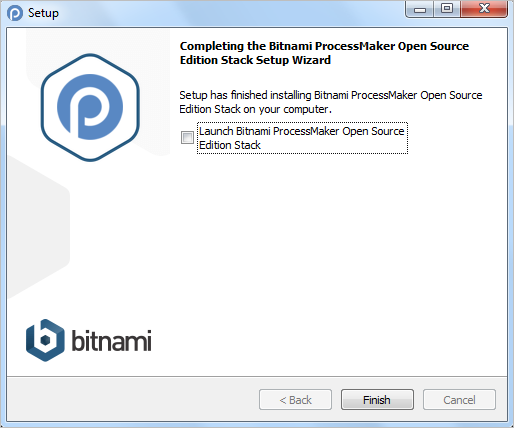 Setup
Completing the Bitnami ProcessMaker Open Source
Edition Stack Setup Wizard
Setup has finished installing Bitnami ProcessMaker Open Source
Edition Stack on your computer.
Launch Bitnami ProcessMaker Open Source
Edition Stack
bitnami
< Back
Finish
Cancel